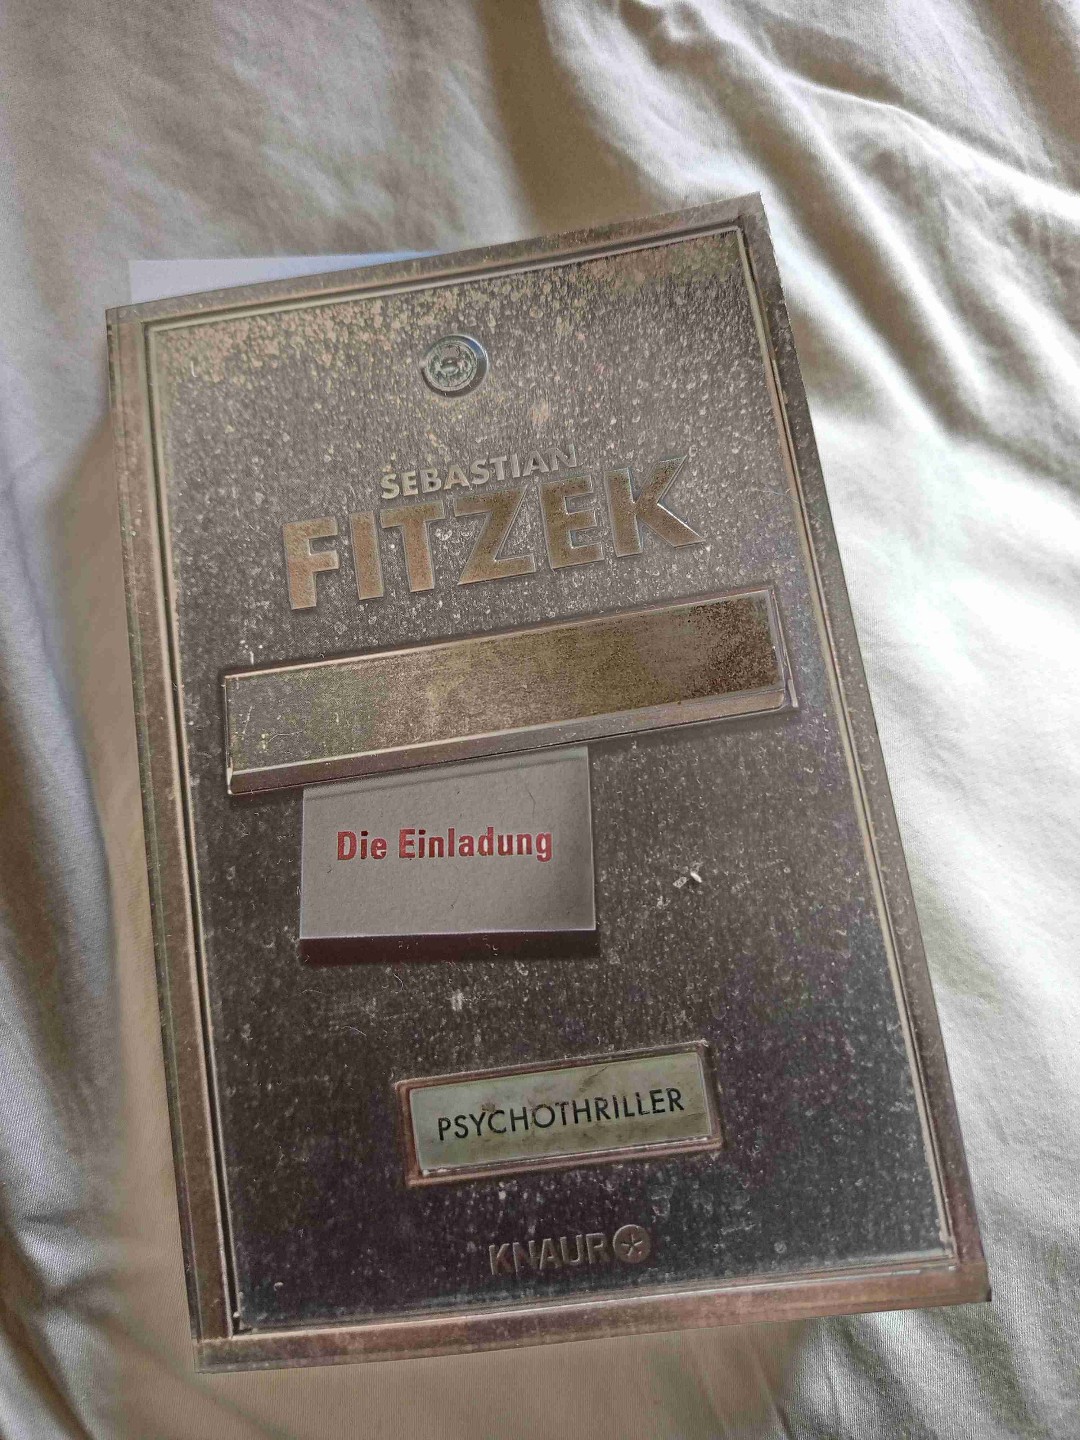 SEBASTIAN
FITZEK
Die Einladung
PSYCHOTHRILLER
KNAUR